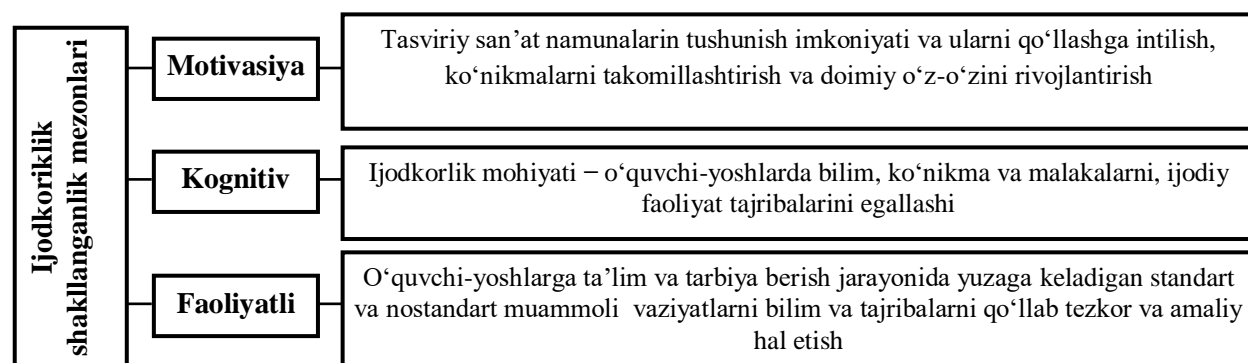 Ijodkoriklik
shakllanganlik mezonlari
Motivasiya
Tasviriy san’at namunalarin tushunish imkoniyati va ularni qo‘llashga intilish,
ko‘nikmalarni takomillashtirish va doimiy o‘z-o‘zini rivojlantirish
Kognitiv
Ijodkorlik mohiyati − o‘quvchi-yoshlarda bilim, ko‘nikma va malakalarni, ijodiy
faoliyat tajribalarini egallashi
Faoliyatli
O‘quvchi-yoshlarga ta’lim va tarbiya berish jarayonida yuzaga keladigan standart
va nostandart muammoli vaziyatlarni bilim va tajribalarni qo‘llab tezkor va amaliy
hal etish